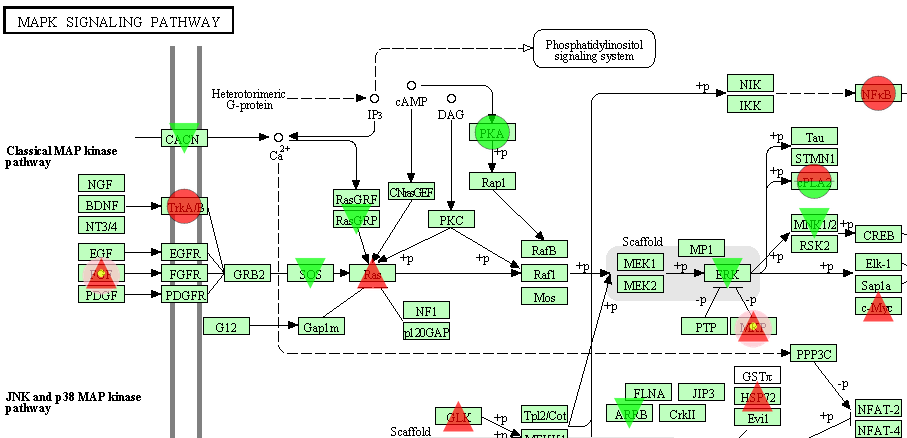 MAPK SIGNALING PATHWAY
Phosphatidylinositol
signaling system
Heterotorimeric
G-protein
IP3
cAMP
DAG
+p
NIK
IKK
NFκB
Classical MAP kinase
pathway
CACN
Ca2+
PKA
+p
Tau
STMN1
+p
cPLA2
+p
NGF
BDNF
NT3/4
TrkA/B
RasGRF
RasGRP
CNrasGEF
PKC
Rap1
MNK1/2
RSK2
+p
CREB
+p
EGF
PDGF
EGFR
FGFR
PDGFR
GRB2
SOS
Ras
+p
+p
RafB
Raf1
Mos
+p
Scaffold
MEK1
MEK2
+p
MP1
ERK
+p
Elk-1
Sap1a
c-Myc
G12
Gap1m
NF1
p120GAP
+p
-p
-p
PTP
MKP
PPP3C
-p
JNK and p38 MAP kinase
pathway
GLK
Scaffold
+p
+p
Tpl2/Cot
FLNA
JIP3
ARRB
CrkII
GSTπ
HSP72
Evi1
+p
NFAT-2
NFAT-4